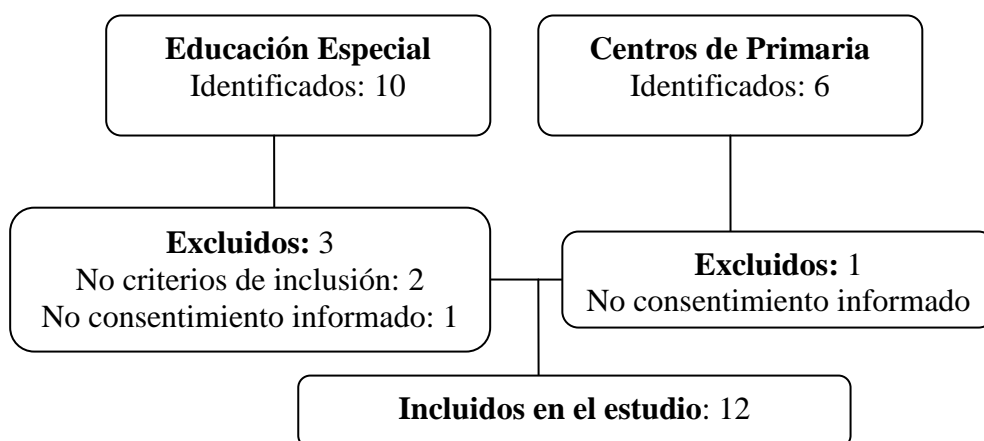 Educación Especial
Identificados: 10
Centros de Primaria
Identificados: 6
Excluidos: 3
No criterios de inclusión: 2
No consentimiento informado: 1
Excluidos: 1
No consentimiento informado
Incluidos en el estudio: 12